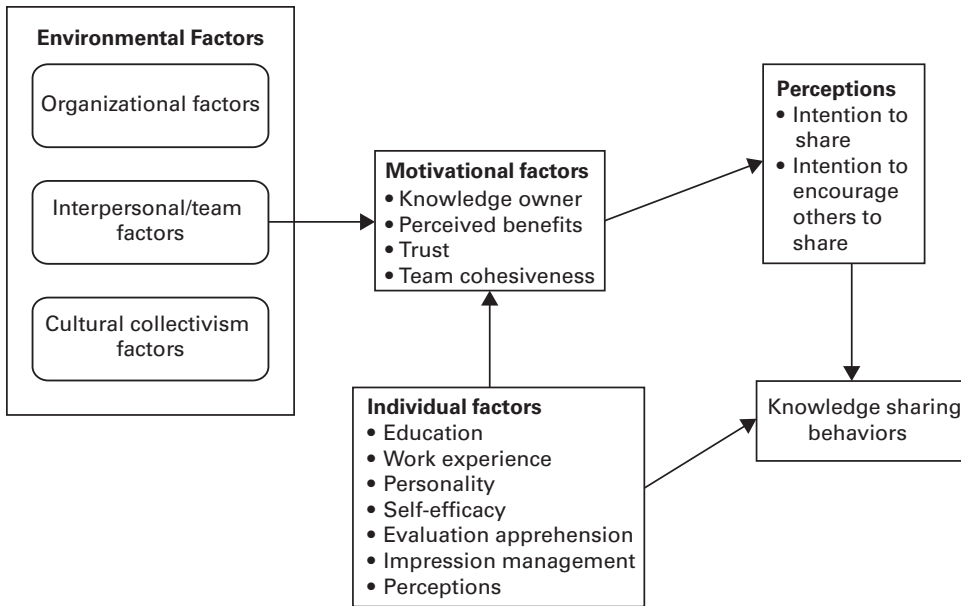 Environmental Factors
Organizational factors
Interpersonal/team
factors
Cultural collectivism
factors
Motivational factors
• Knowledge owner
• Perceived benefits
• Trust
• Team cohesiveness
Individual factors
• Education
• Work experience
• Personality
• Self-efficacy
• Evaluation apprehension
• Impression management
• Perceptions
Perceptions
• Intention to
share
• Intention to
encourage
others to
share
Knowledge sharing
behaviors